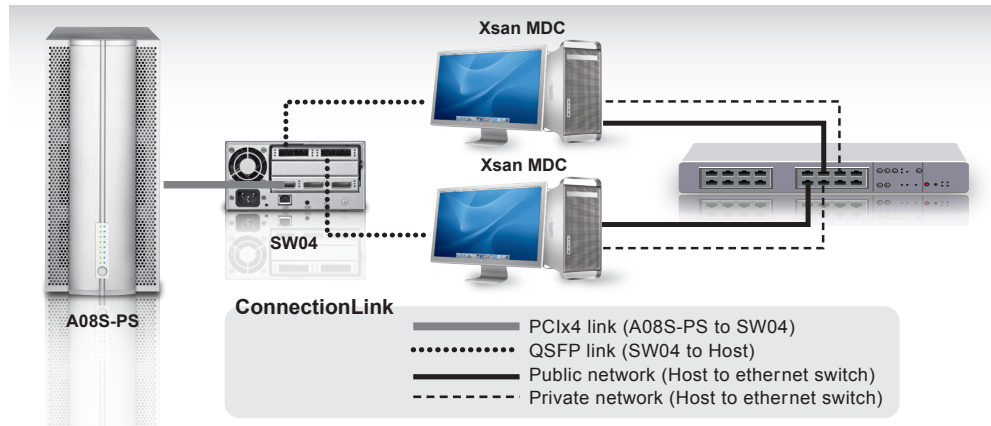 Xsan MDC
Xsan MDC
SW04
A08S-PS
ConnectionLink
PCIx4 link (A08S-PS to SW04)
QSFP link (SW04 to Host)
Public network (Host to ethernet switch)
Private network (Host to ethernet switch)